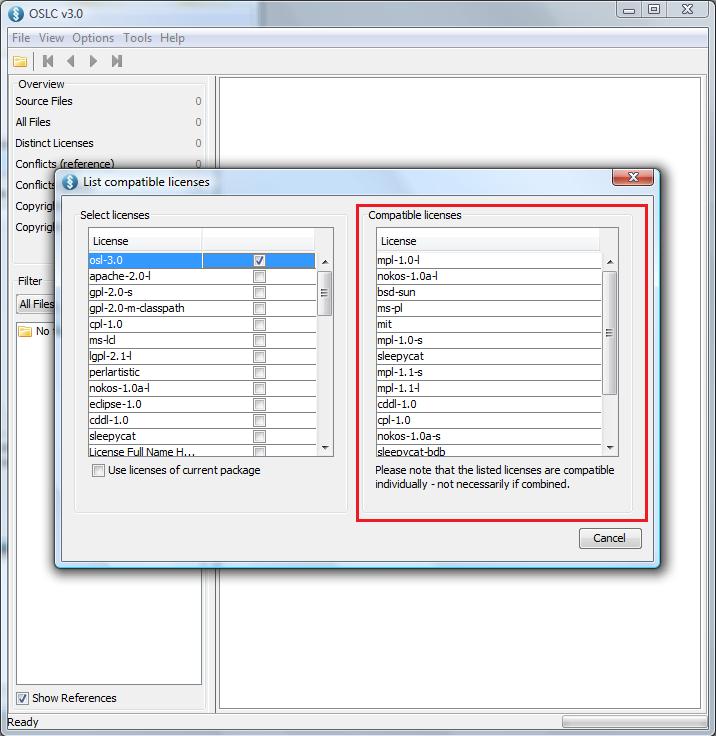 OSLC v3.0
File View Options Tools Help
Overview
Source Files 0
All Files 0
Distinct Licenses 0
Conflicts (reference) 0
Conflicts
Copyrig
Copyrig
Filter
All Files
No
List compatible licenses
Select licenses
License
osl-3.0
apache-2.0-l
gpl-2.0-s
gpl-2.0-m-classpath
cpl-1.0
ms-lcl
lgpl-2.1-l
perlartistic
nokos-1.0a-l
eclipse-1.0
cddl-1.0
sleepycat
License Full Name H...
Use licenses of current package
Compatible licenses
License
mpl-1.0-l
nokos-1.0a-l
bsd-sun
ms-pl
mit
mpl-1.0-s
sleepycat
mpl-1.1-s
mpl-1.1-l
cddl-1.0
cpl-1.0
nokos-1.0a-s
sleepycat-bdb
Please note that the listed licenses are compatible
individually - not necessarily if combined.
Cancel
Show References
Ready